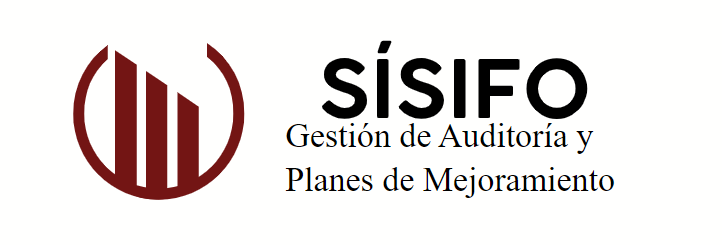 SÍSIFO
Gestión de Auditoría y
Planes de Mejoramiento